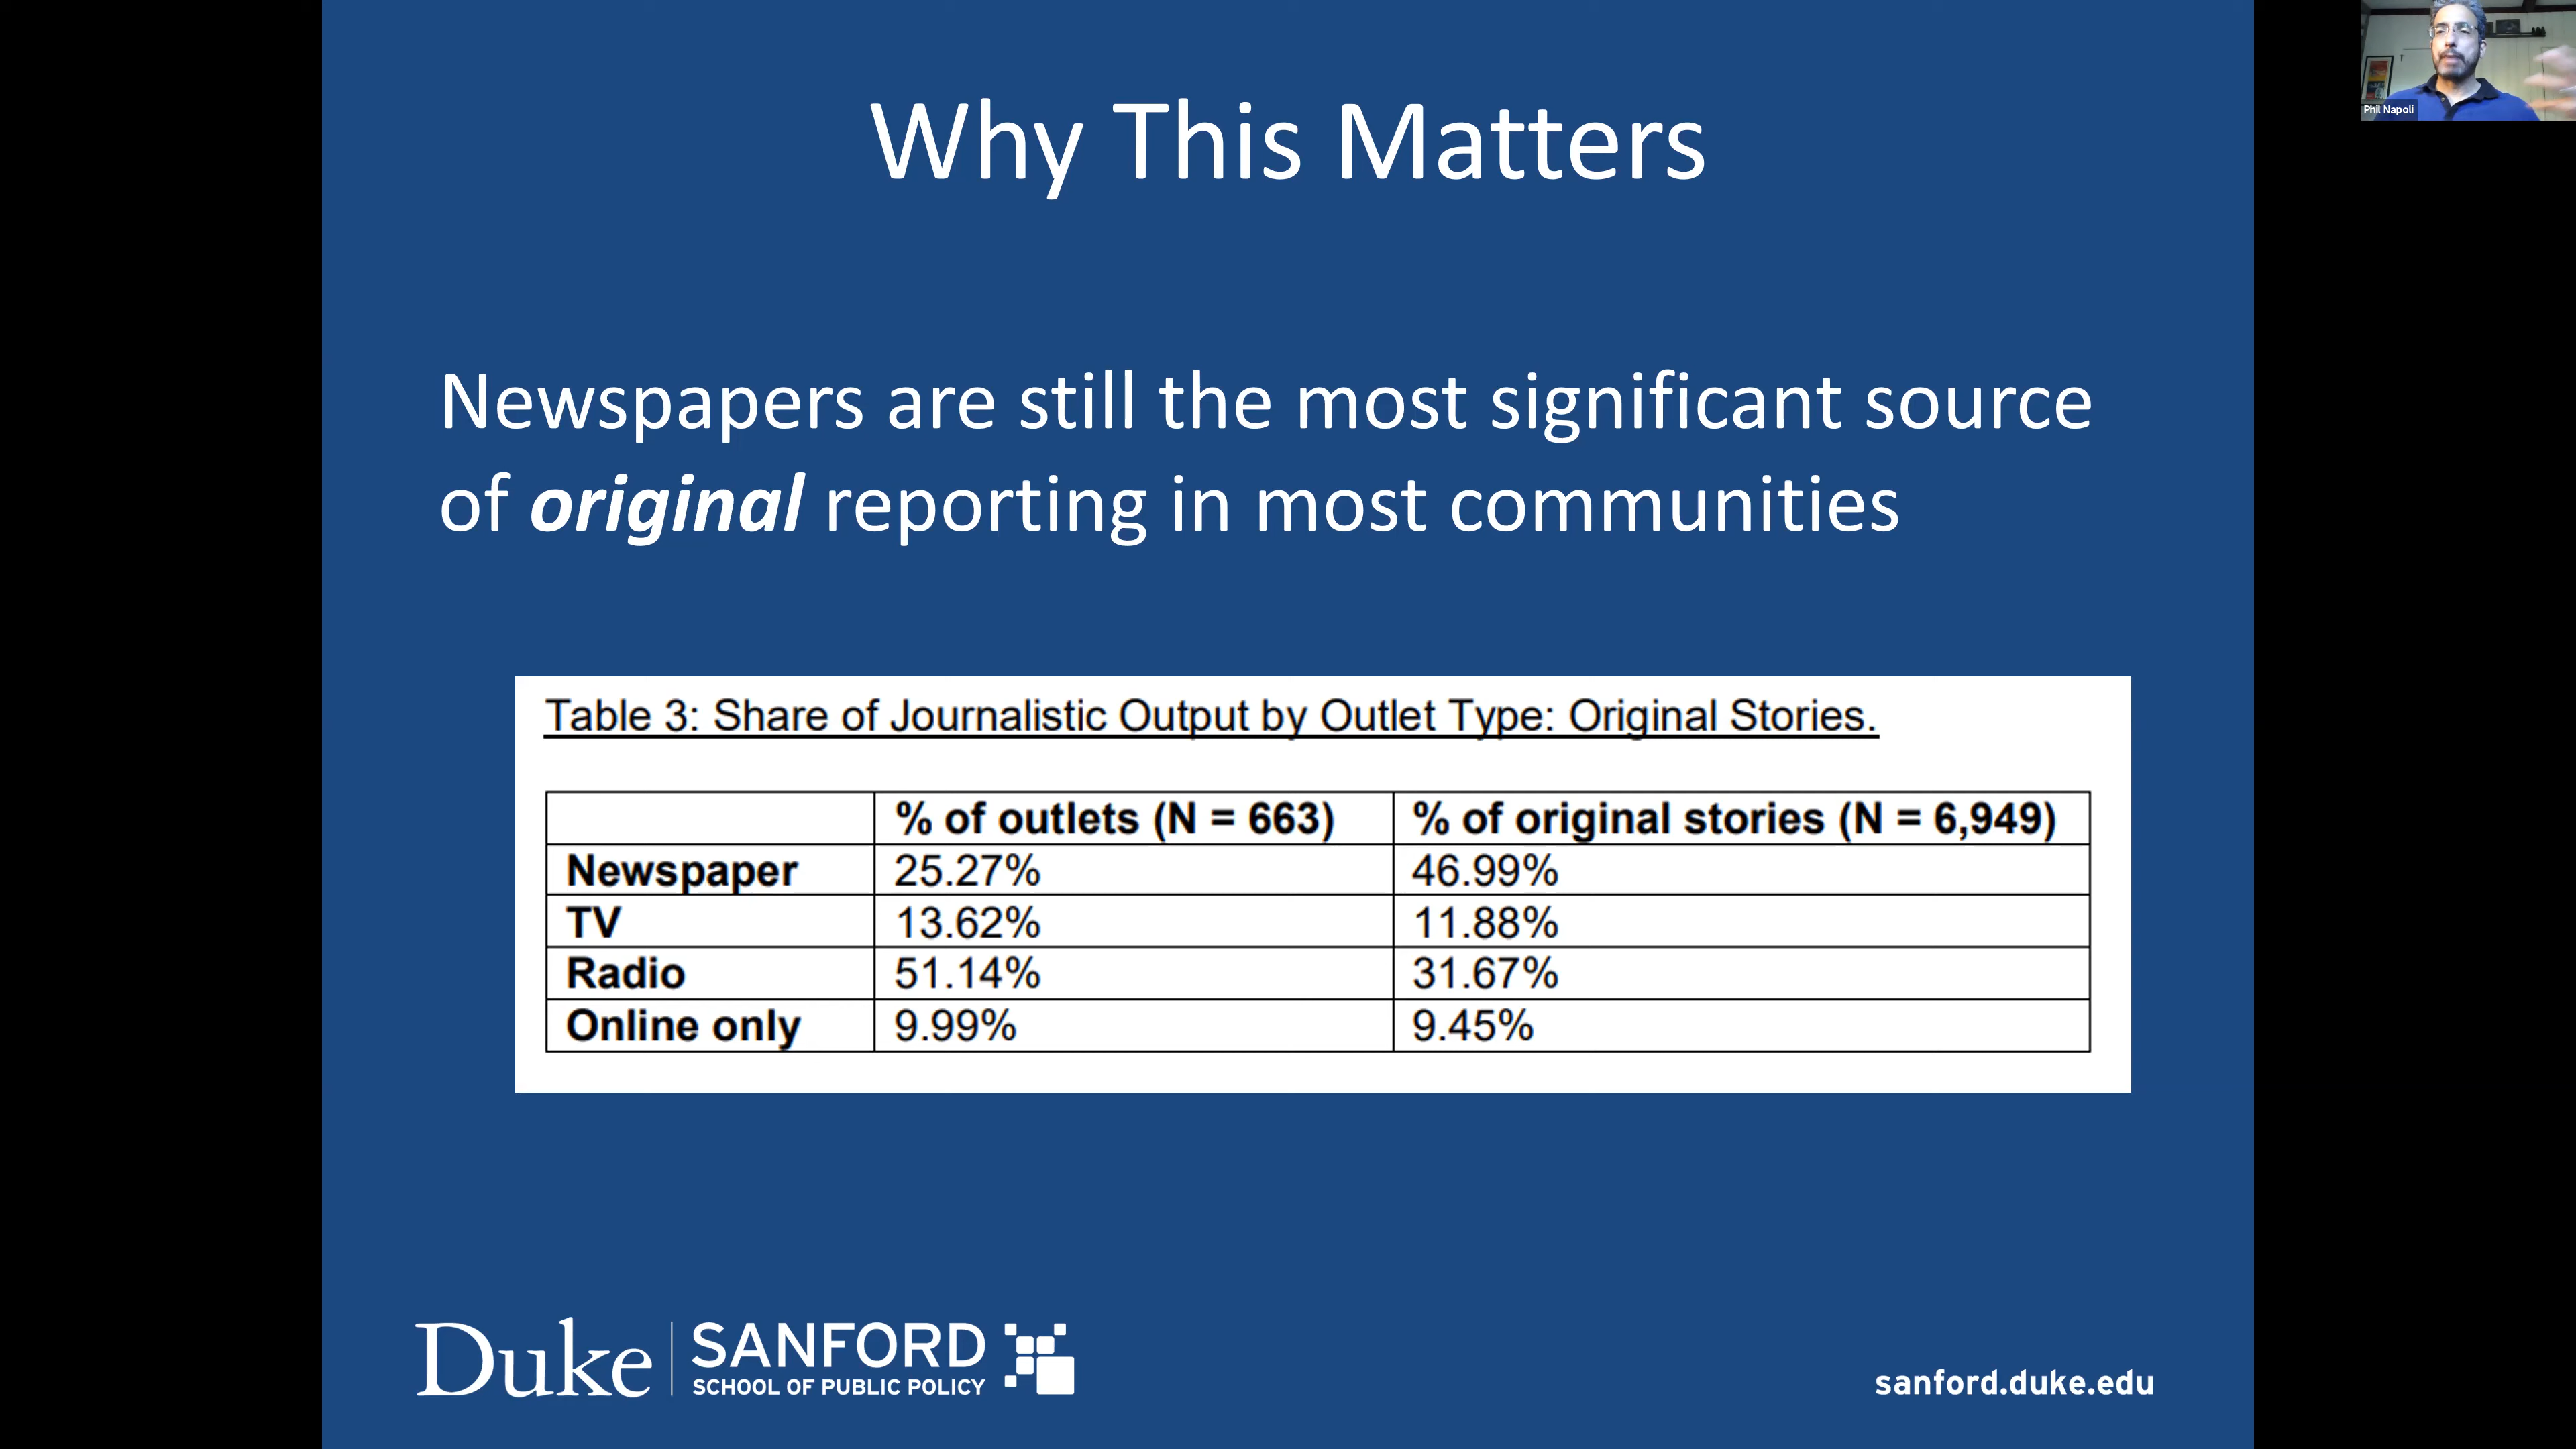 Why This Matters
Phil Napoli
Newspapers are still the most significant source
of original reporting in most communities
Table 3: Share of Journalistic Output by Outlet Type: Original Stories.
% of outlets (N = 663) % of original stories (N = 6,949)
Newspaper 25.27% 46.99%
TV 13.62% 11.88%
Radio 51.14% 31.67%
Online only 9.99% 9.45%
Duke SANFORD
SCHOOL OF PUBLIC POLICY
sanford.duke.edu